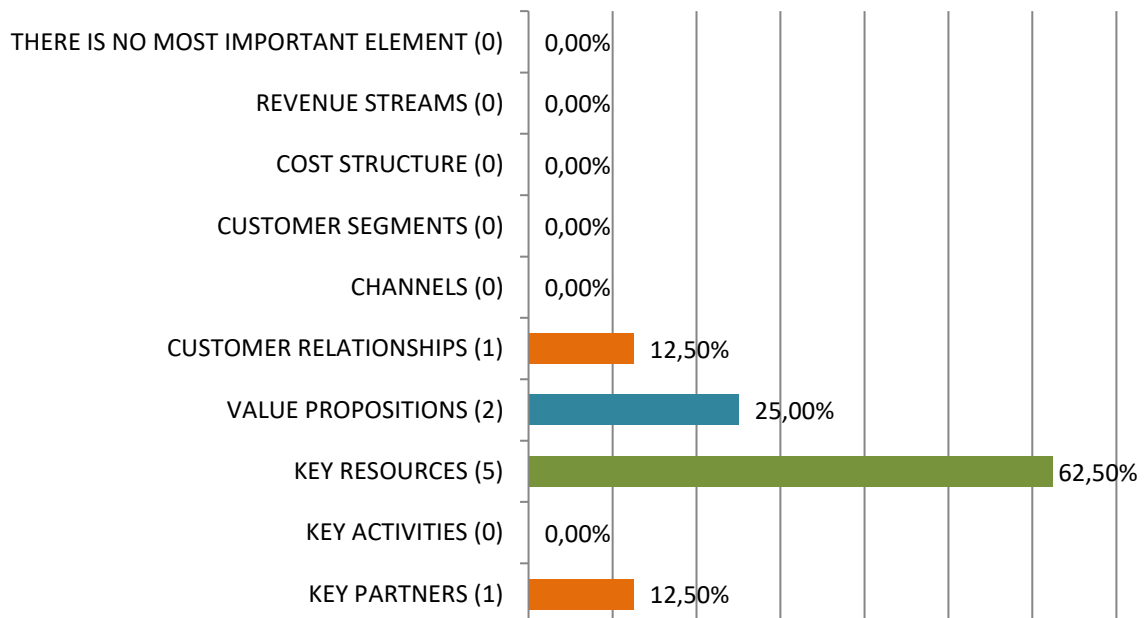 THERE IS NO MOST IMPORTANT ELEMENT (0) 0,00%
REVENUE STREAMS (0) 0,00%
COST STRUCTURE (0) 0,00%
CUSTOMER SEGMENTS (0) 0,00%
CHANNELS (0) 0,00%
CUSTOMER RELATIONSHIPS (1) 12,50%
VALUE PROPOSITIONS (2) 25,00%
KEY RESOURCES (5) 62,50%
KEY ACTIVITIES (0) 0,00%
KEY PARTNERS (1) 12,50%